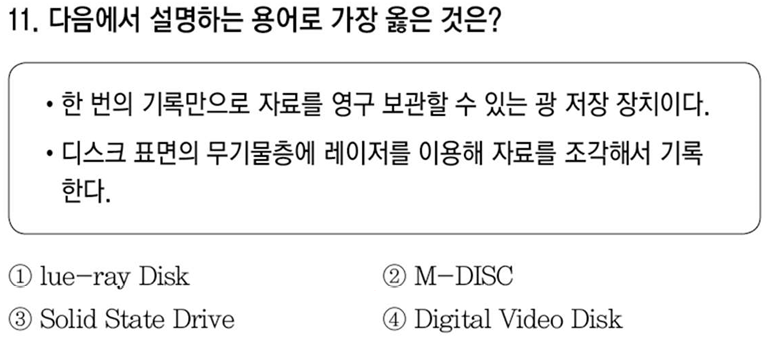 11. 다음에서 설명하는 용어로 가장 옳은 것은?
• 한 번의 기록만으로 자료를 영구 보관할 수 있는 광 저장 장치이다.
• 디스크 표면의 무기물층에 레이저를 이용해 자료를 조각해서 기록
한다.
① lue-ray Disk ② M-DISC
③ Solid State Drive ④ Digital Video Disk